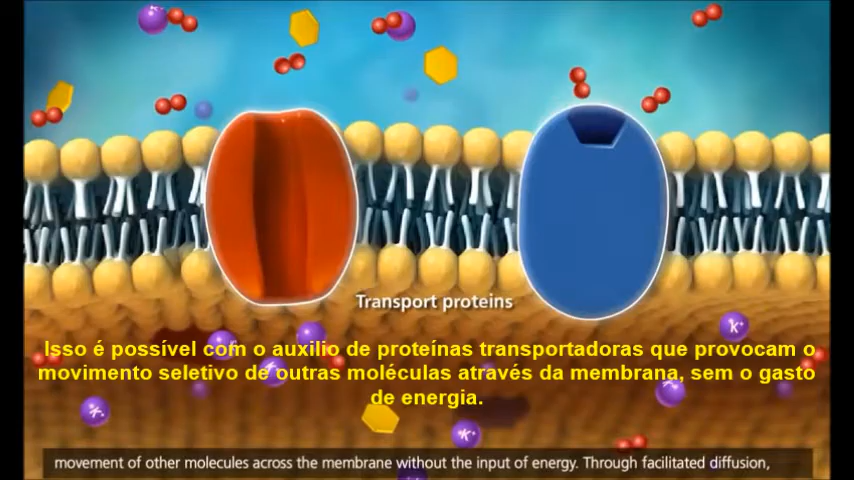 K⁺
Transport proteins
K⁺
Isso é possível com o auxilio de proteínas transportadoras que provocam o
movimento seletivo de outras moléculas através da membrana, sem o gasto
de energia.
K⁺
K⁺
movement of other molecules across the membrane without the input of energy. Through facilitated diffusion,